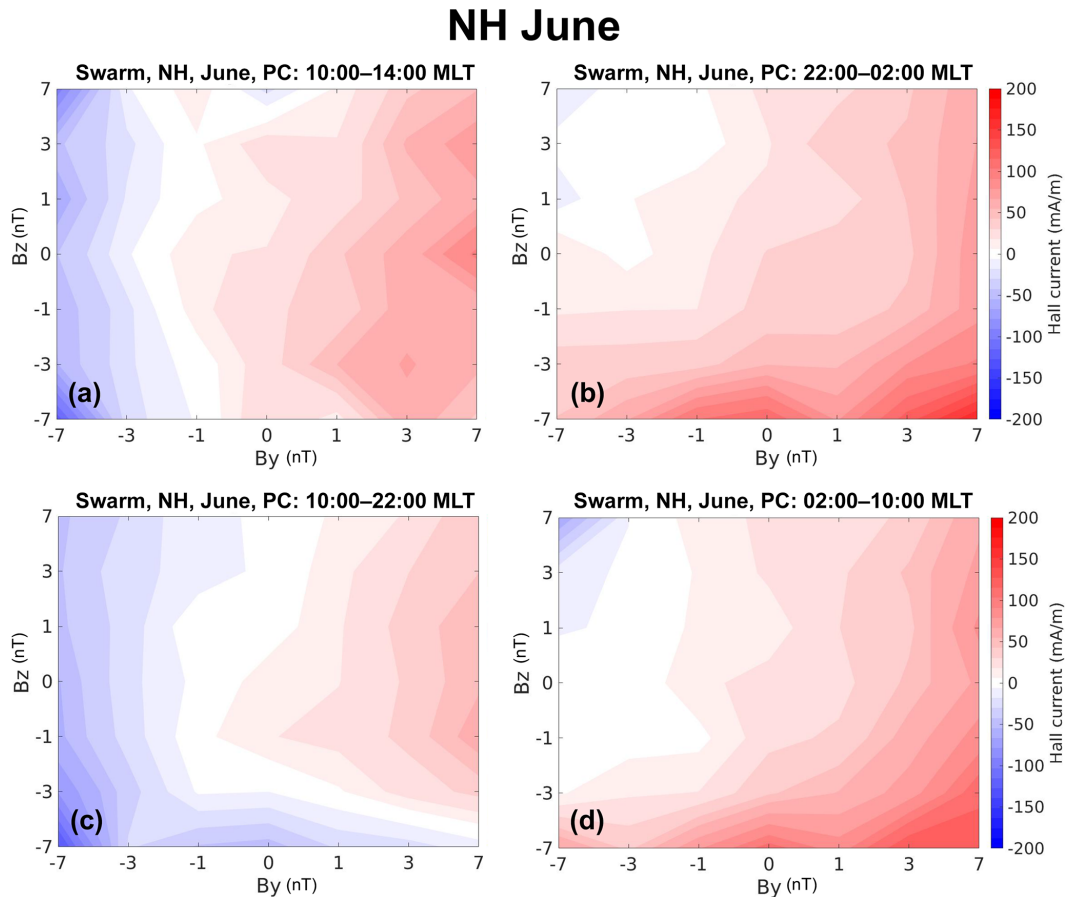 NH June
Swarm, NH, June, PC: 10:00–14:00 MLT
7
3
1
0
-1
-3
-7
Bz (nT)
(a)
-7 -3 -1 0 1 3 7
By (nT)
Swarm, NH, June, PC: 22:00–02:00 MLT
7
3
1
0
-1
-3
-7
Bz (nT)
(b)
-7 -3 -1 0 1 3 7
By (nT)
200
150
100
50
0
-50
-100
-150
-200
Hall current (mA/m)
Swarm, NH, June, PC: 10:00–22:00 MLT
7
3
1
0
-1
-3
-7
Bz (nT)
(c)
-7 -3 -1 0 1 3 7
By (nT)
Swarm, NH, June, PC: 02:00–10:00 MLT
7
3
1
0
-1
-3
-7
Bz (nT)
(d)
-7 -3 -1 0 1 3 7
By (nT)
200
150
100
50
0
-50
-100
-150
-200
Hall current (mA/m)